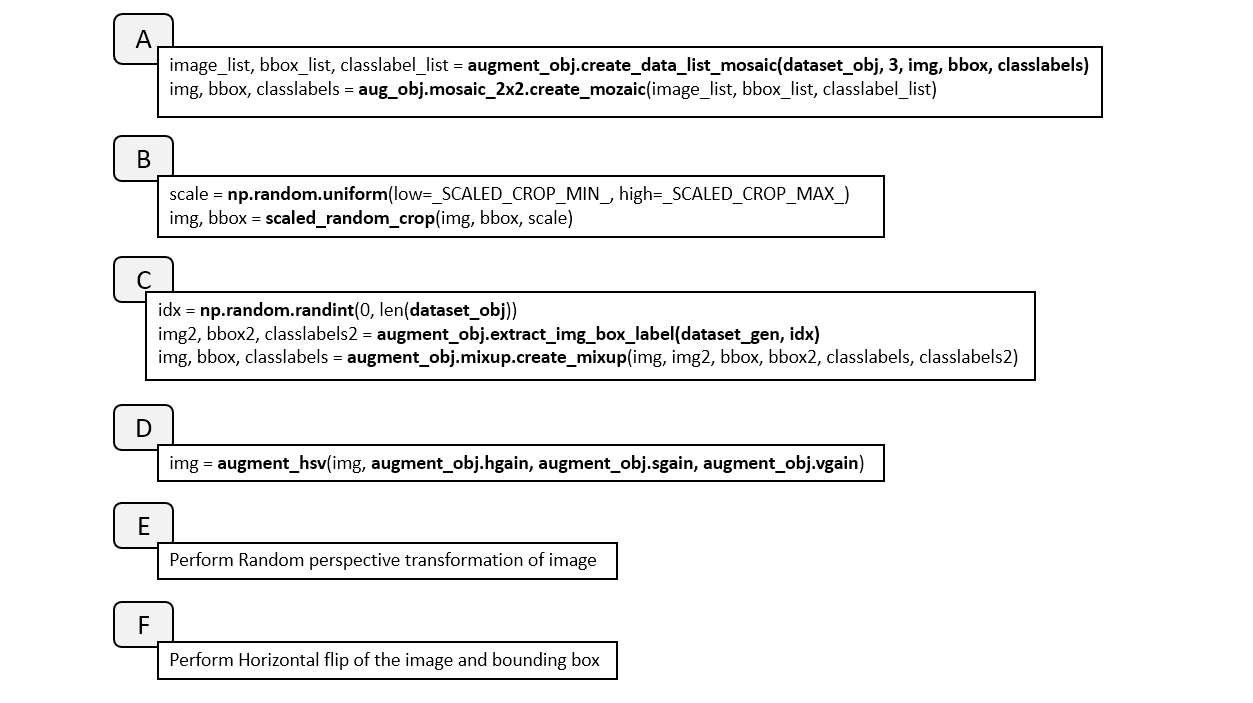 A
image_list, bbox_list, classlabel_list = augment_obj.create_data_list_mosaic(dataset_obj, 3, img, bbox, classlabels)
img, bbox, classlabels = aug_obj.mosaic_2x2.create_mozaic(image_list, bbox_list, classlabel_list)
B
scale = np.random.uniform(low=_SCALED_CROP_MIN_, high=_SCALED_CROP_MAX_)
img, bbox = scaled_random_crop(img, bbox, scale)
C
idx = np.random.randint(0, len(dataset_obj))
img2, bbox2, classlabels2 = augment_obj.extract_img_box_label(dataset_gen, idx)
img, bbox, classlabels = augment_obj.mixup.create_mixup(img, img2, bbox, bbox2, classlabels, classlabels2)
D
img = augment_hsv(img, augment_obj.hgain, augment_obj.sgain, augment_obj.vgain)
E
Perform Random perspective transformation of image
F
Perform Horizontal flip of the image and bounding box